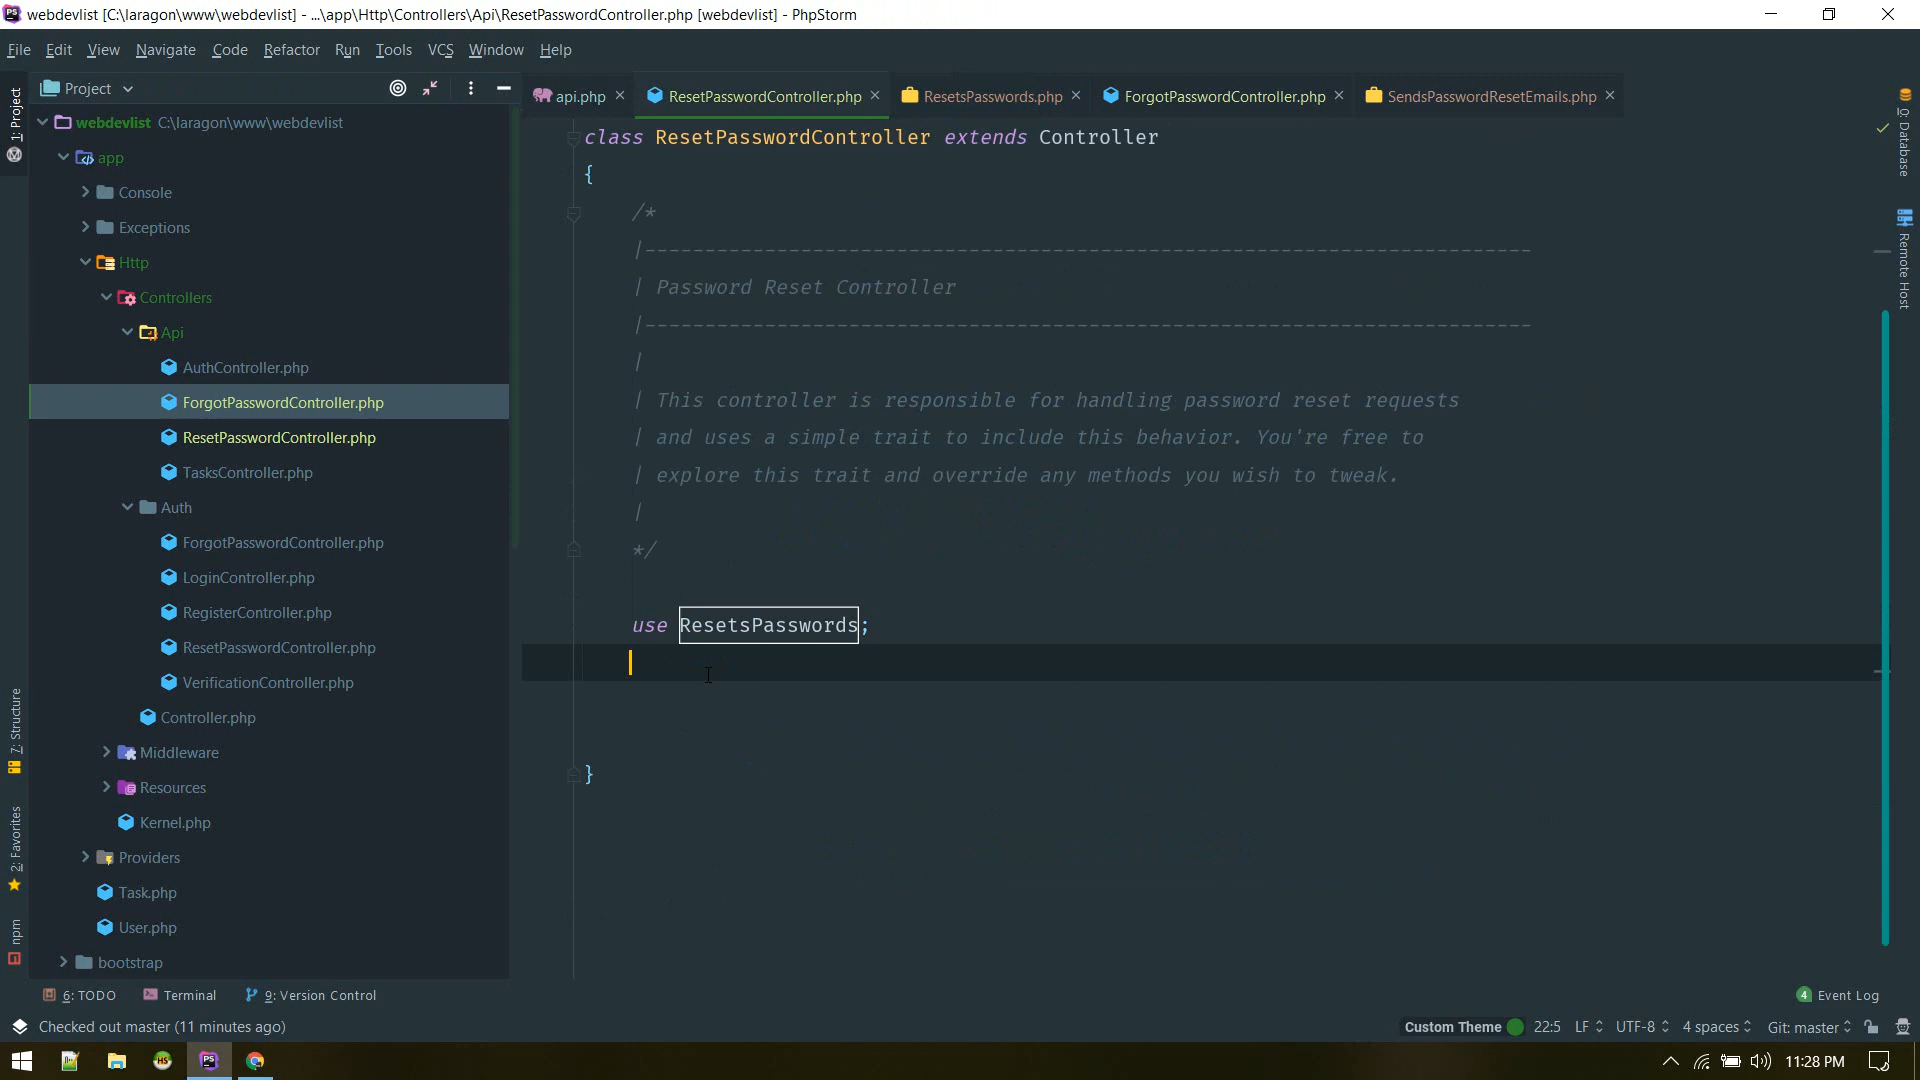 webdevlist [C:\laragon\www\webdevlist] - ...\app\Http\Controllers\Api\ResetPasswordController.php [webdevlist] - PhpStorm
File Edit View Navigate Code Refactor Run Tools VCS Window Help
Project
api.php
ResetPasswordController.php
ResetsPasswords.php
ForgotPasswordController.php
SendsPasswordResetEmails.php
1: Project
7: Structure
2: Favorites
npm
webdevlist C:\laragon\www\webdevlist
app
Console
Exceptions
Http
Controllers
Api
AuthController.php
ForgotPasswordController.php
ResetPasswordController.php
TasksController.php
Auth
ForgotPasswordController.php
LoginController.php
RegisterController.php
ResetPasswordController.php
VerificationController.php
Controller.php
Middleware
Resources
Kernel.php
Providers
Task.php
User.php
bootstrap
class ResetPasswordController extends Controller
{
/*
|--------------------------------------------------------------------------
| Password Reset Controller
|--------------------------------------------------------------------------
|
| This controller is responsible for handling password reset requests
| and uses a simple trait to include this behavior. You're free to
| explore this trait and override any methods you wish to tweak.
|
*/
use ResetsPasswords;
}
Database
Remote Host
6: TODO
Terminal
9: Version Control
4 Event Log
Checked out master (11 minutes ago)
Custom Theme 22:5 LF UTF-8 4 spaces Git: master
PS
HS
PS
11:28 PM